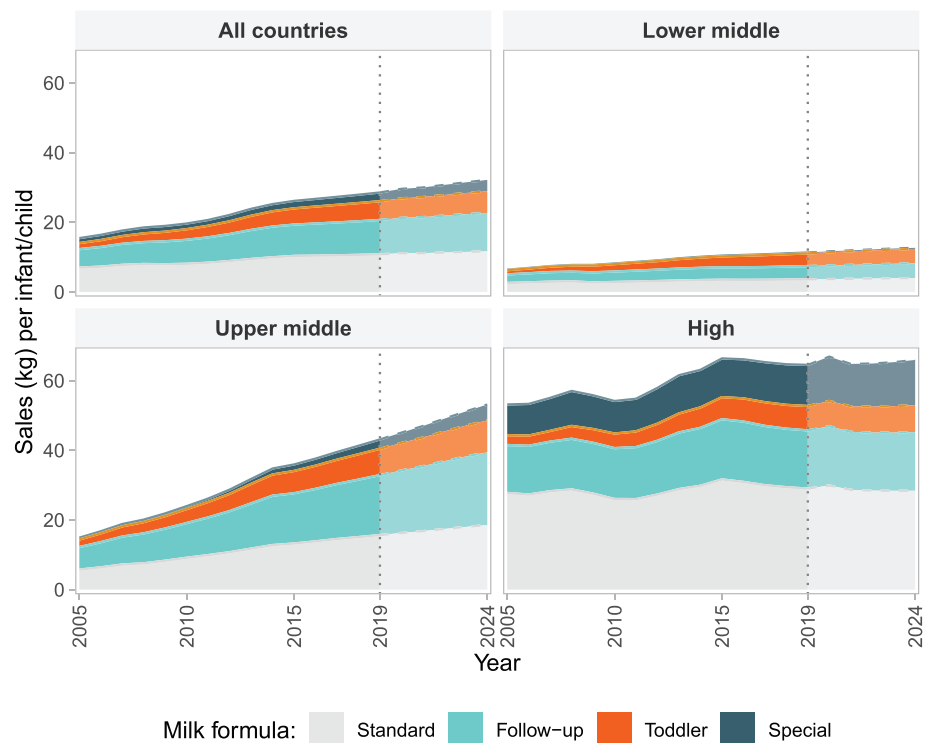 All countries
Lower middle
60
40
20
0
Upper middle
High
60
40
20
0
Sales (kg) per infant/child
2005
2010
2015
2019
2024
2005
2010
2015
2019
2024
Year
Milk formula: Standard Follow−up Toddler Special